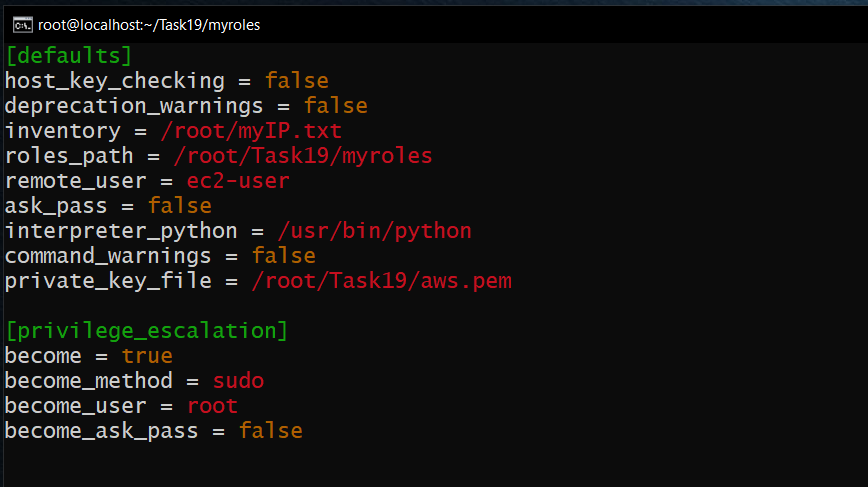 root@localhost:~/Task19/myroles
[defaults]
host_key_checking = false
deprecation_warnings = false
inventory = /root/myIP.txt
roles_path = /root/Task19/myroles
remote_user = ec2-user
ask_pass = false
interpreter_python = /usr/bin/python
command_warnings = false
private_key_file = /root/Task19/aws.pem
[privilege_escalation]
become = true
become_method = sudo
become_user = root
become_ask_pass = false